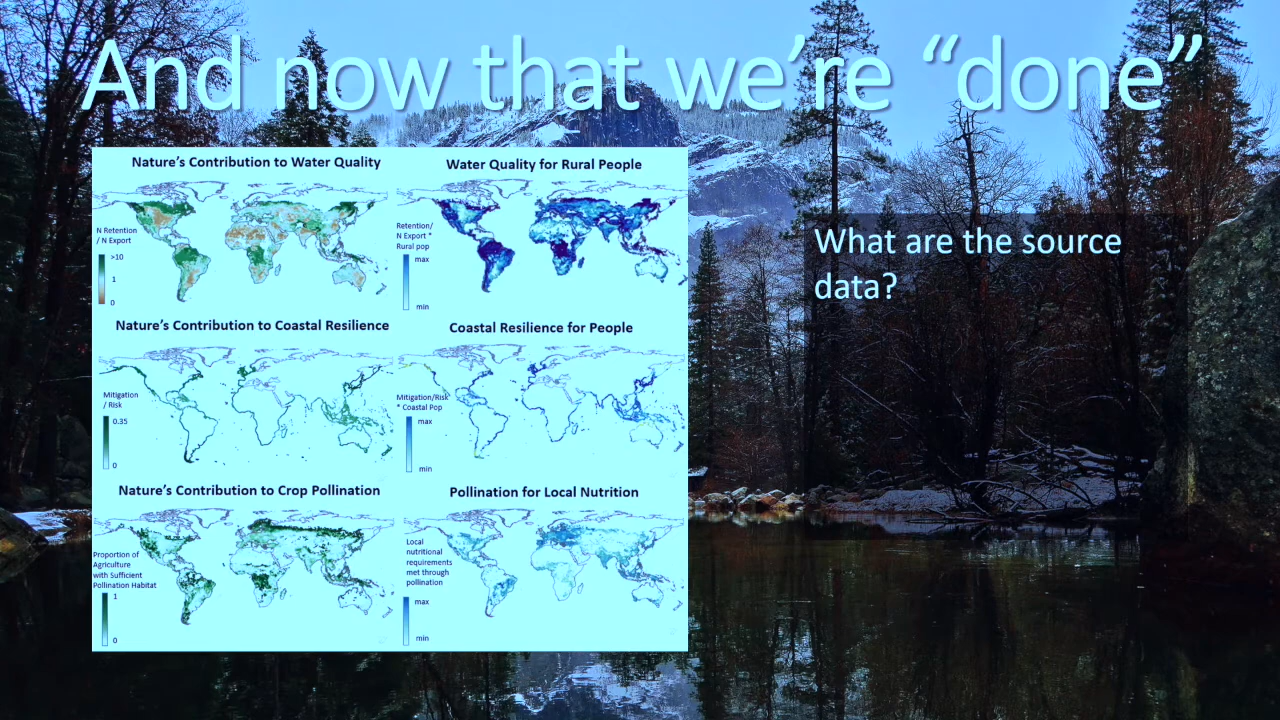 And now that we’re “done”
Nature’s Contribution to Water Quality
N Retention
/ N Export
>10
1
0
Water Quality for Rural People
Retention/
N Export *
Rural pop
max
min
Nature’s Contribution to Coastal Resilience
Mitigation
/ Risk
0.35
0
Coastal Resilience for People
Mitigation/Risk
* Coastal Pop
max
min
Nature’s Contribution to Crop Pollination
Proportion of
Agriculture
with Sufficient
Pollination Habitat
1
0
Pollination for Local Nutrition
Local
nutritional
requirements
met through
pollination
max
min
What are the source
data?